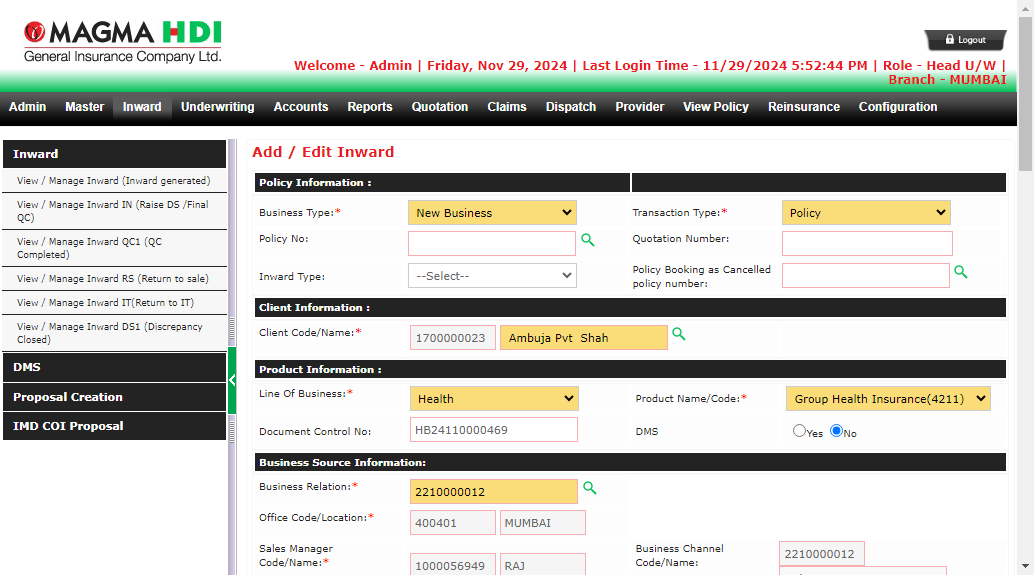 MAGMA HDI
General Insurance Company Ltd.
Logout
Welcome - Admin | Friday, Nov 29, 2024 | Last Login Time - 11/29/2024 5:52:44 PM | Role - Head U/W |
Branch - MUMBAI
Admin Master Inward Underwriting Accounts Reports Quotation Claims Dispatch Provider View Policy Reinsurance Configuration
Inward
View / Manage Inward (Inward generated)
View / Manage Inward IN (Raise DS /Final
QC)
View / Manage Inward QC1 (QC
Completed)
View / Manage Inward RS (Return to sale)
View / Manage Inward IT(Return to IT)
View / Manage Inward DS1 (Discrepancy
Closed)
DMS
Proposal Creation
IMD COI Proposal
Add / Edit Inward
Policy Information :
Business Type:* New Business Transaction Type:* Policy
Policy No: Quotation Number:
Inward Type: --Select-- Policy Booking as Cancelled
policy number:
Client Information :
Client Code/Name:* 1700000023 Ambuja Pvt  Shah
Product Information :
Line Of Business:* Health Product Name/Code:* Group Health Insurance(4211)
Document Control No: HB24110000469 DMS Yes No
Business Source Information:
Business Relation:* 2210000012
Office Code/Location:* 400401 MUMBAI
Sales Manager
Code/Name:* 1000056949 RAJ
Business Channel
Code/Name: 2210000012